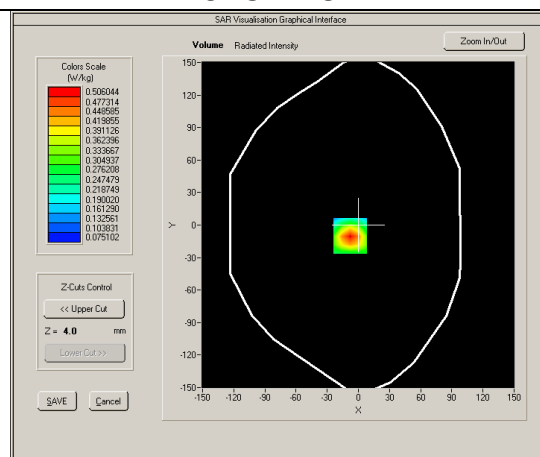 SAR Visualisation Graphical Interface
Volume Radiated Intensity
Zoom In/Out
Colors Scale
(W/kg)
0.506044
0.477314
0.448585
0.419855
0.391126
0.362396
0.333667
0.304937
0.276208
0.247479
0.218749
0.190020
0.161290
0.132561
0.103831
0.075102
Z-Cuts Control
<< Upper Cut
Z = 4.0 mm
Lower Cut >>
SAVE Cancel
150
120
90
60
30
0
-30
-60
-90
-120
-150
Y
-150 -120 -90 -60 -30 0 30 60 90 120 150
X